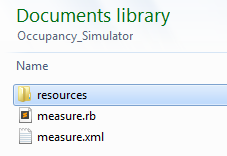 Documents library
Occupancy_Simulator
Name
resources
measure.rb
measure.xml